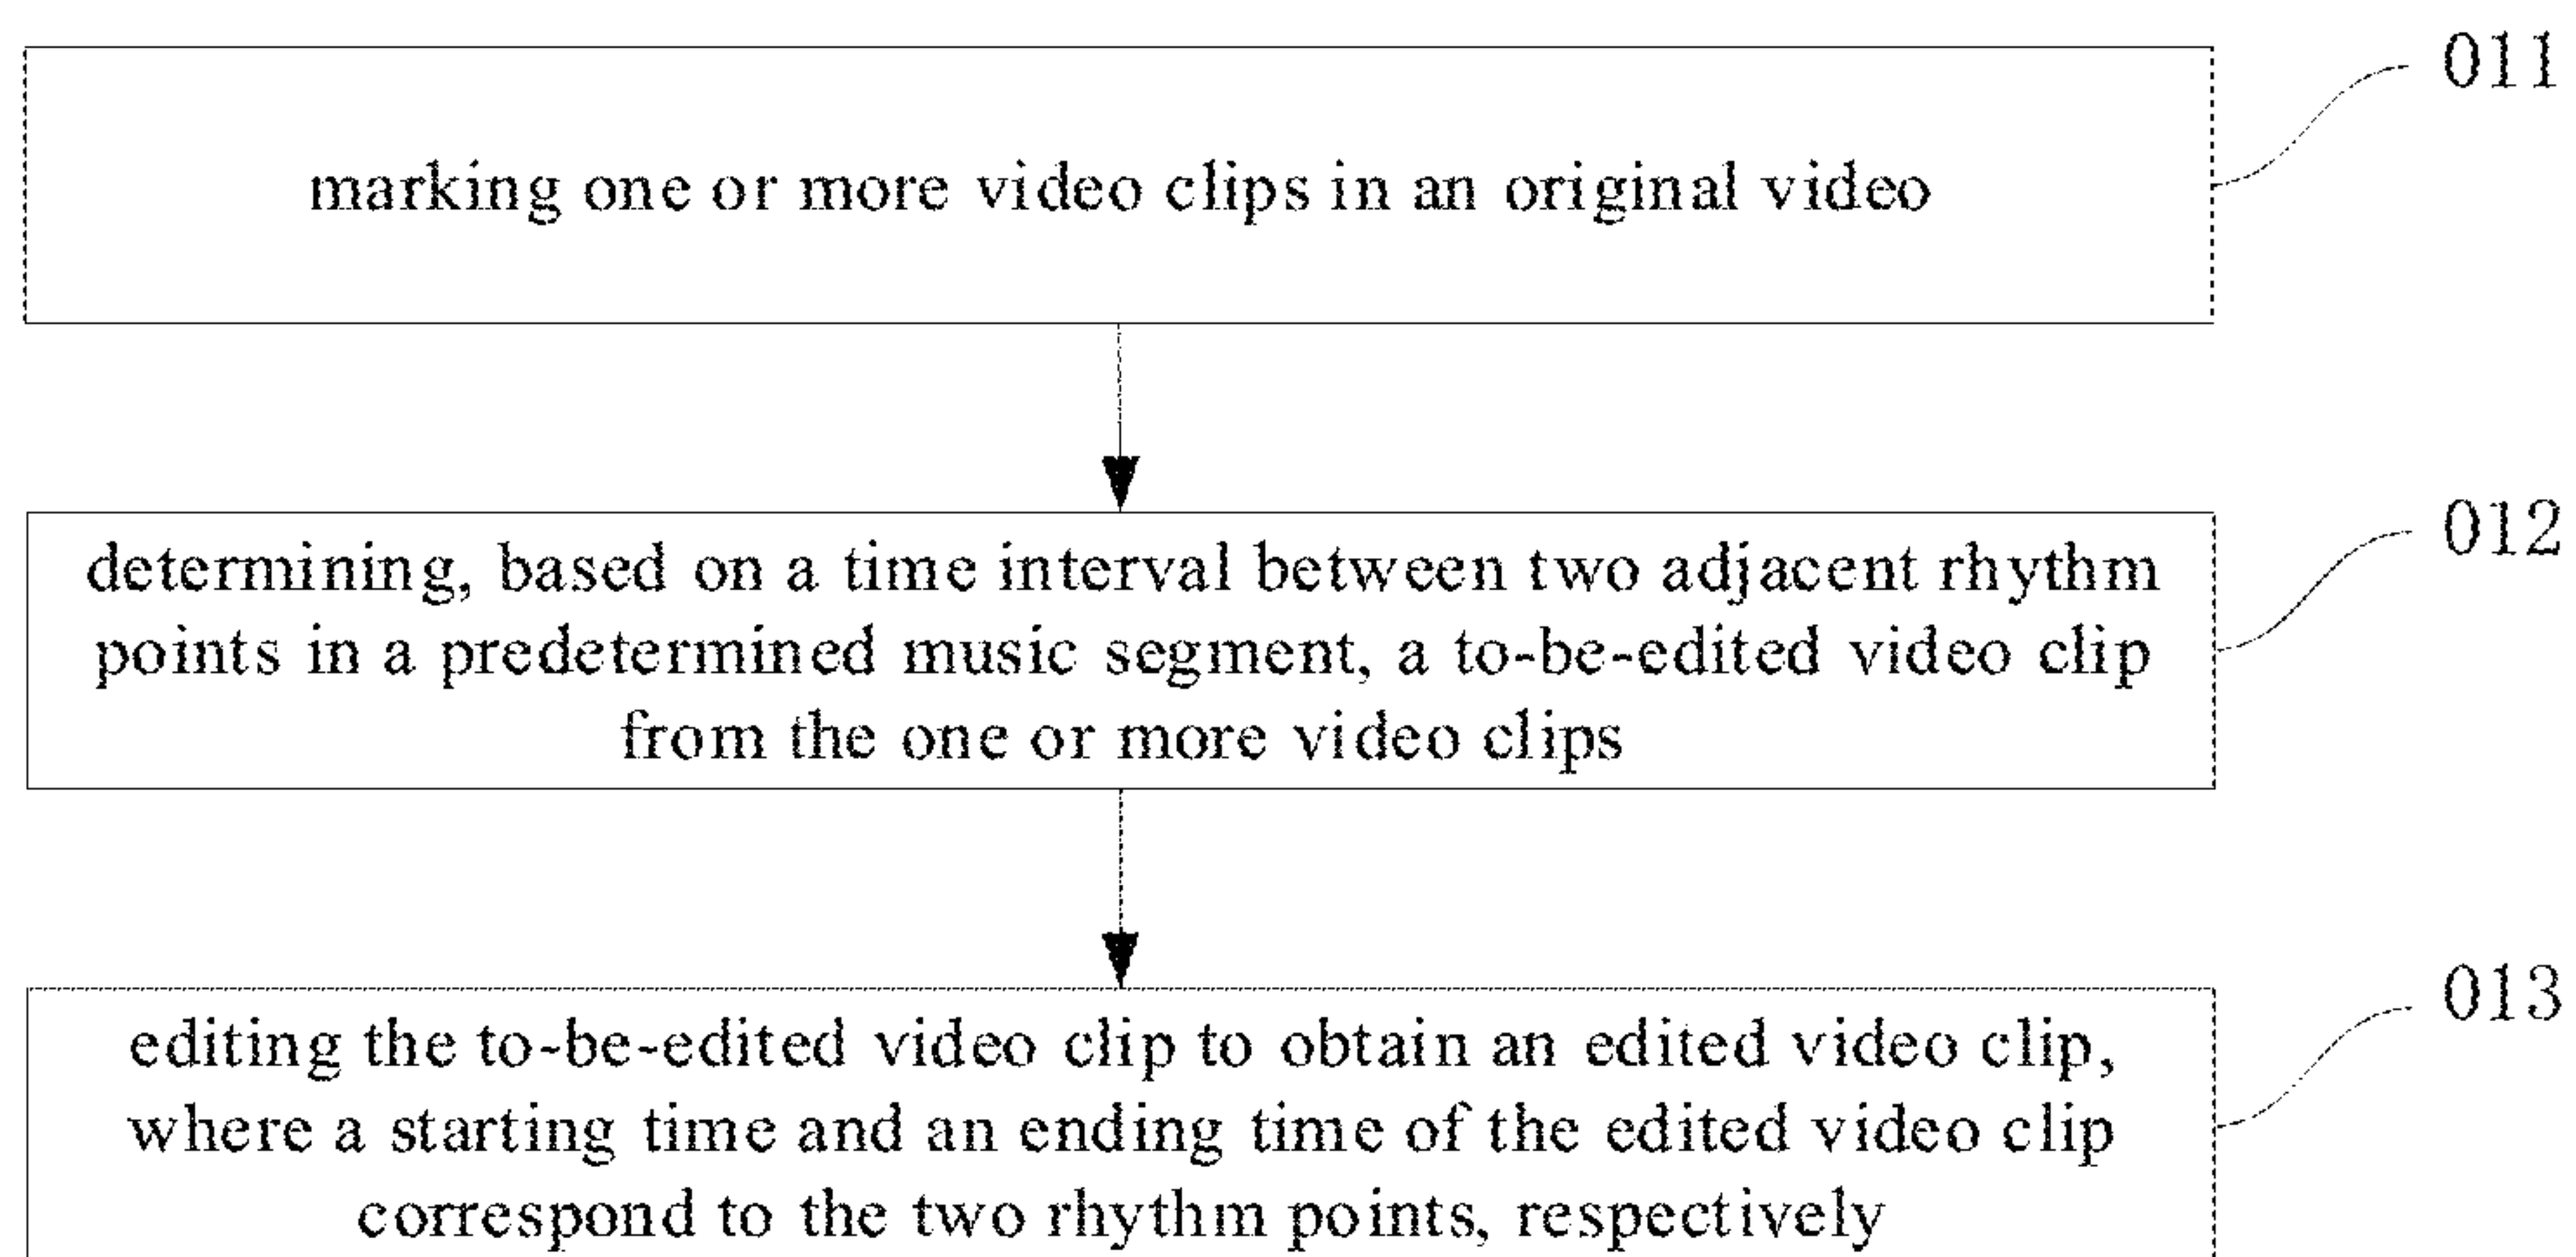 011
marking one or more video clips in an original video
012
determining, based on a time interval between two adjacent rhythm
points in a predetermined music segment, a to-be-edited video clip
from the one or more video clips
013
editing the to-be-edited video clip to obtain an edited video clip,
where a starting time and an ending time of the edited video clip
correspond to the two rhythm points, respectively